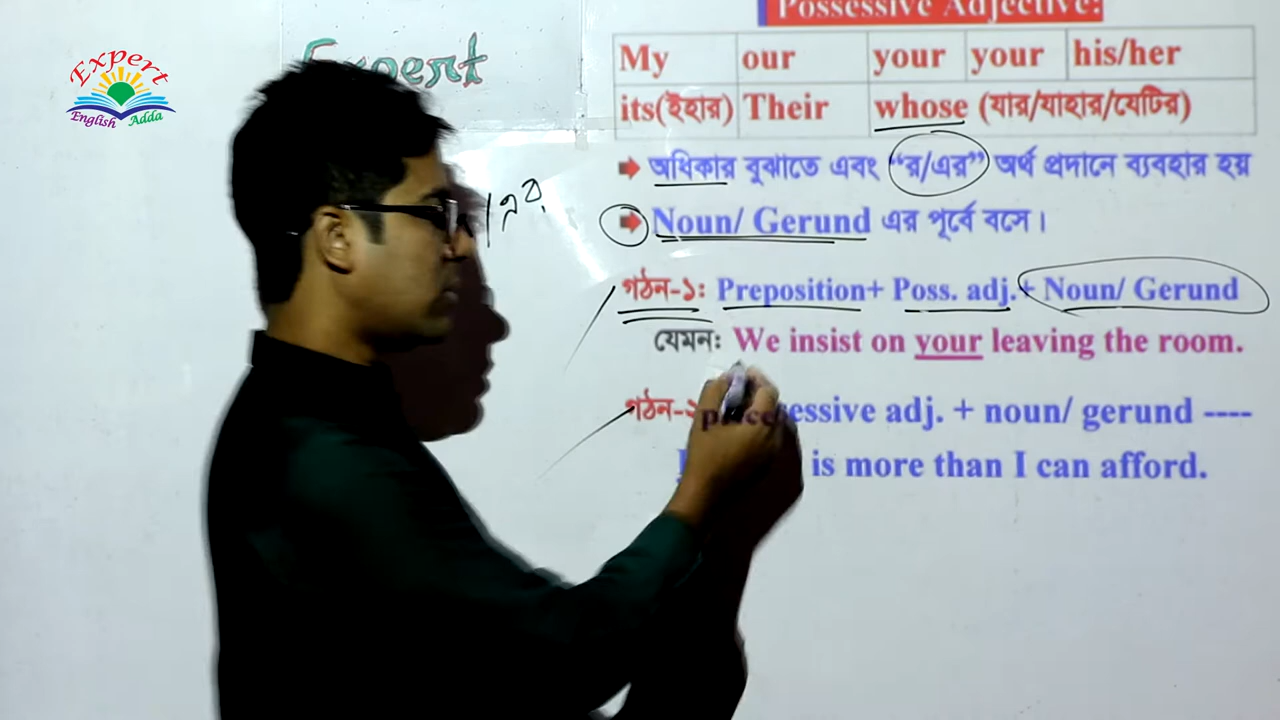 Expert
English Adda
Expert
Possessive Adjective:
My our your your his/her
its(ইহার) Their whose (যার/যাহার/যেটির)
অধিকার বুঝাতে এবং “র/এর” অর্থ প্রদানে ব্যবহার হয়
/এর
Noun/ Gerund এর পূর্বে বসে।
গঠন-১: Preposition+ Poss. adj.+ Noun/ Gerund
যেমন: We insist on your leaving the room.
গঠন-২ adj. + noun/ gerund ----
is more than I can afford.